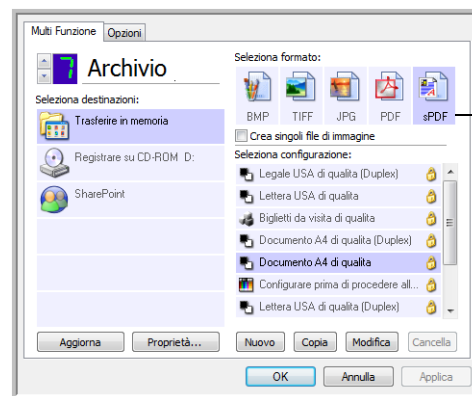 Multi Funzione
Opzioni
7
Archivio
Seleziona destinazioni:
Trasferire in memoria
Registrare su CD-ROM D:
SharePoint
Aggiorna
Proprietà...
Seleziona formato:
BMP
TIFF
JPG
PDF
sPDF
Crea singoli file di immagine
Seleziona configurazione:
Legale USA di qualita (Duplex)
Lettera USA di qualita
Biglietti da visita di qualita
Documento A4 di qualita (Duplex)
Documento A4 di qualita
Configurare prima di procedere all...
Lettera USA di qualita (Duplex)
Nuovo
Copia
Modifica
Cancella
OK
Annulla
Applica